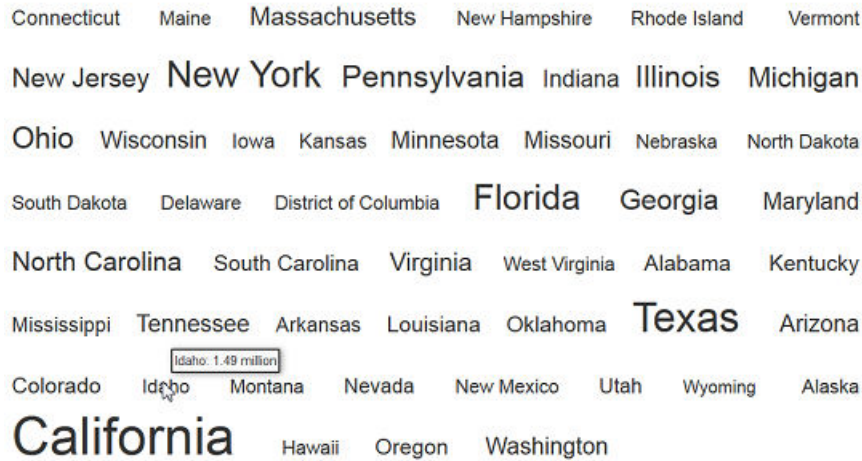 Connecticut Maine Massachusetts New Hampshire Rhode Island Vermont
New Jersey New York Pennsylvania Indiana Illinois Michigan
Ohio Wisconsin Iowa Kansas Minnesota Missouri Nebraska North Dakota
South Dakota Delaware District of Columbia Florida Georgia Maryland
North Carolina South Carolina Virginia West Virginia Alabama Kentucky
Mississippi Tennessee Arkansas Louisiana Oklahoma Texas Arizona
Idaho: 1.49 million
Colorado Idaho Montana Nevada New Mexico Utah Wyoming Alaska
California Hawaii Oregon Washington